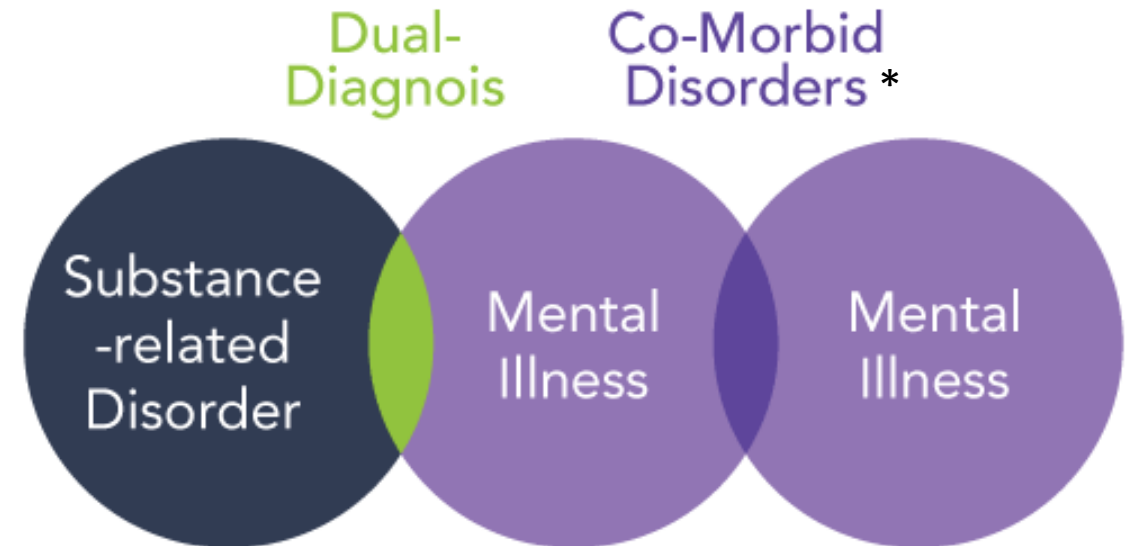 Dual-
Diagnois
Co-Morbid
Disorders *
Substance
-related
Disorder
Mental
Illness
Mental
Illness